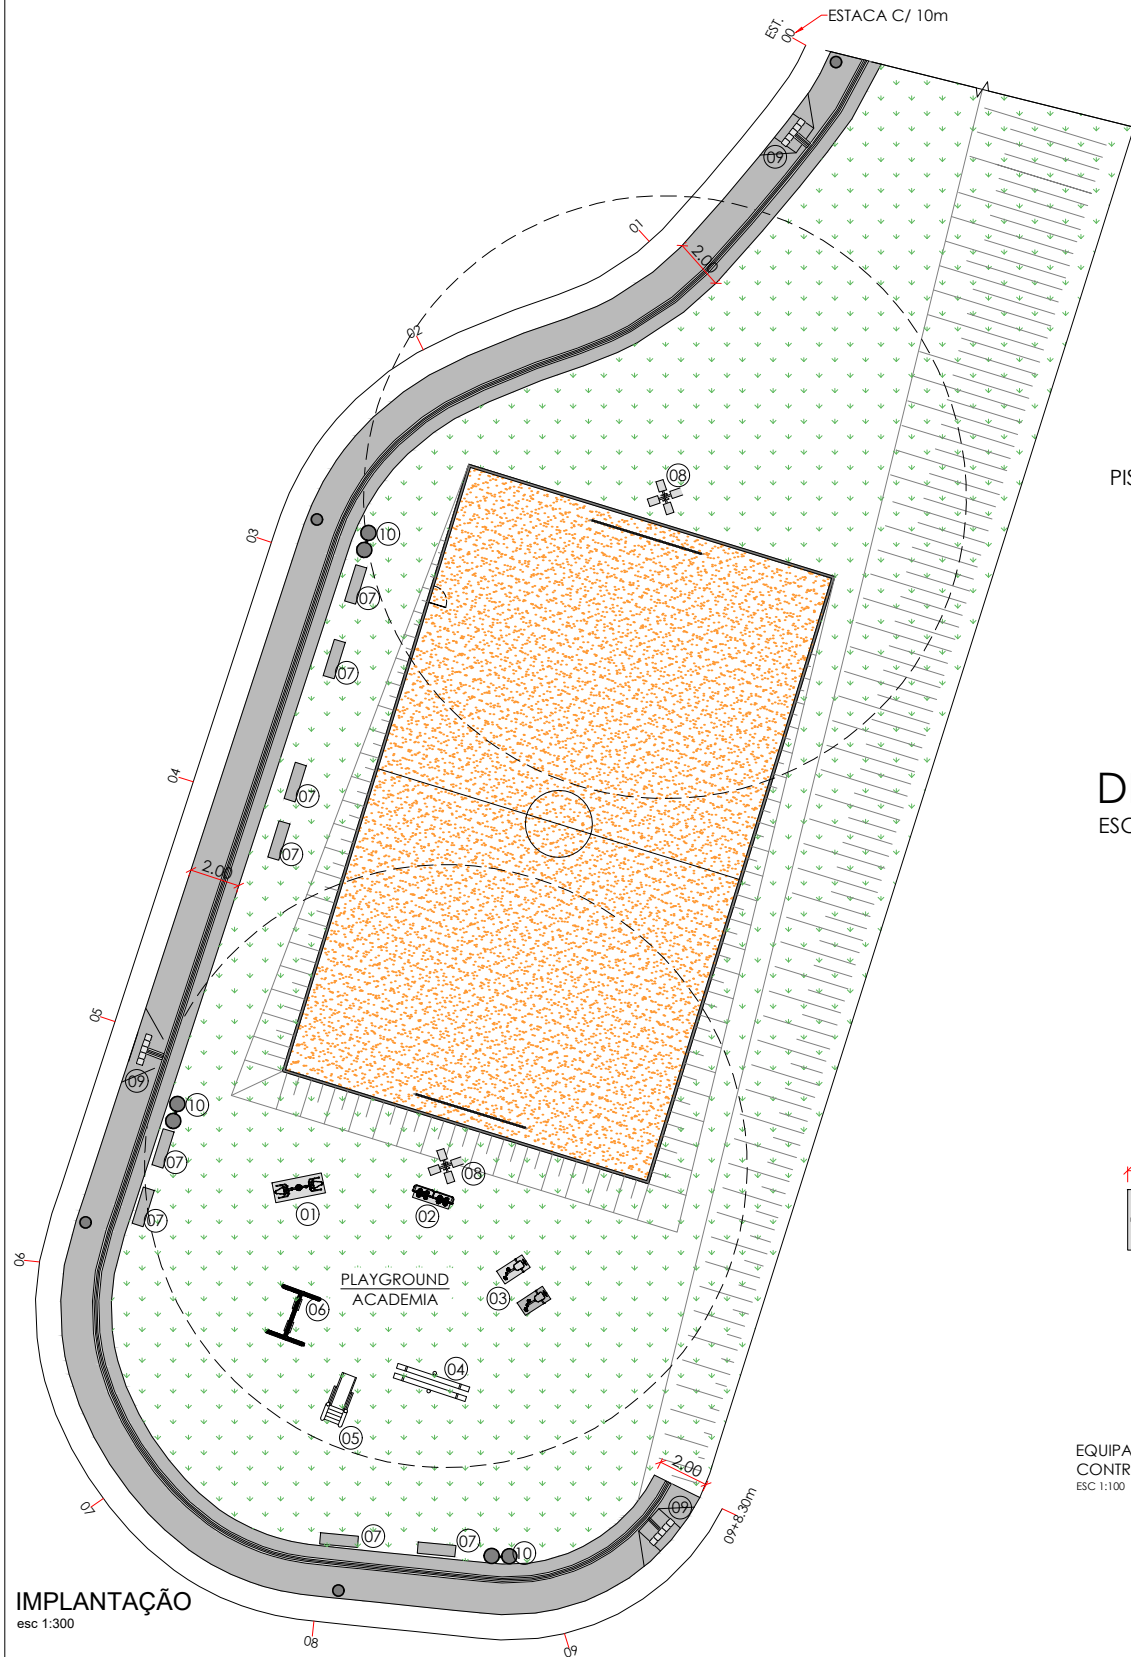 ESTACA C/ 10m
EST.
00
09
01
2.00
02
08
PIS
03
10
07
07
04
07
D
ESC
07
2.00
05
09
10
07
08
01
02
07
06
PLAYGROUND
ACADEMIA
03
06
04
05
EQUIPA
CONTR
ESC 1:100
2.00
09
09+8.30m
07
07
07
10
IMPLANTAÇÃO
esc 1:300
08
09